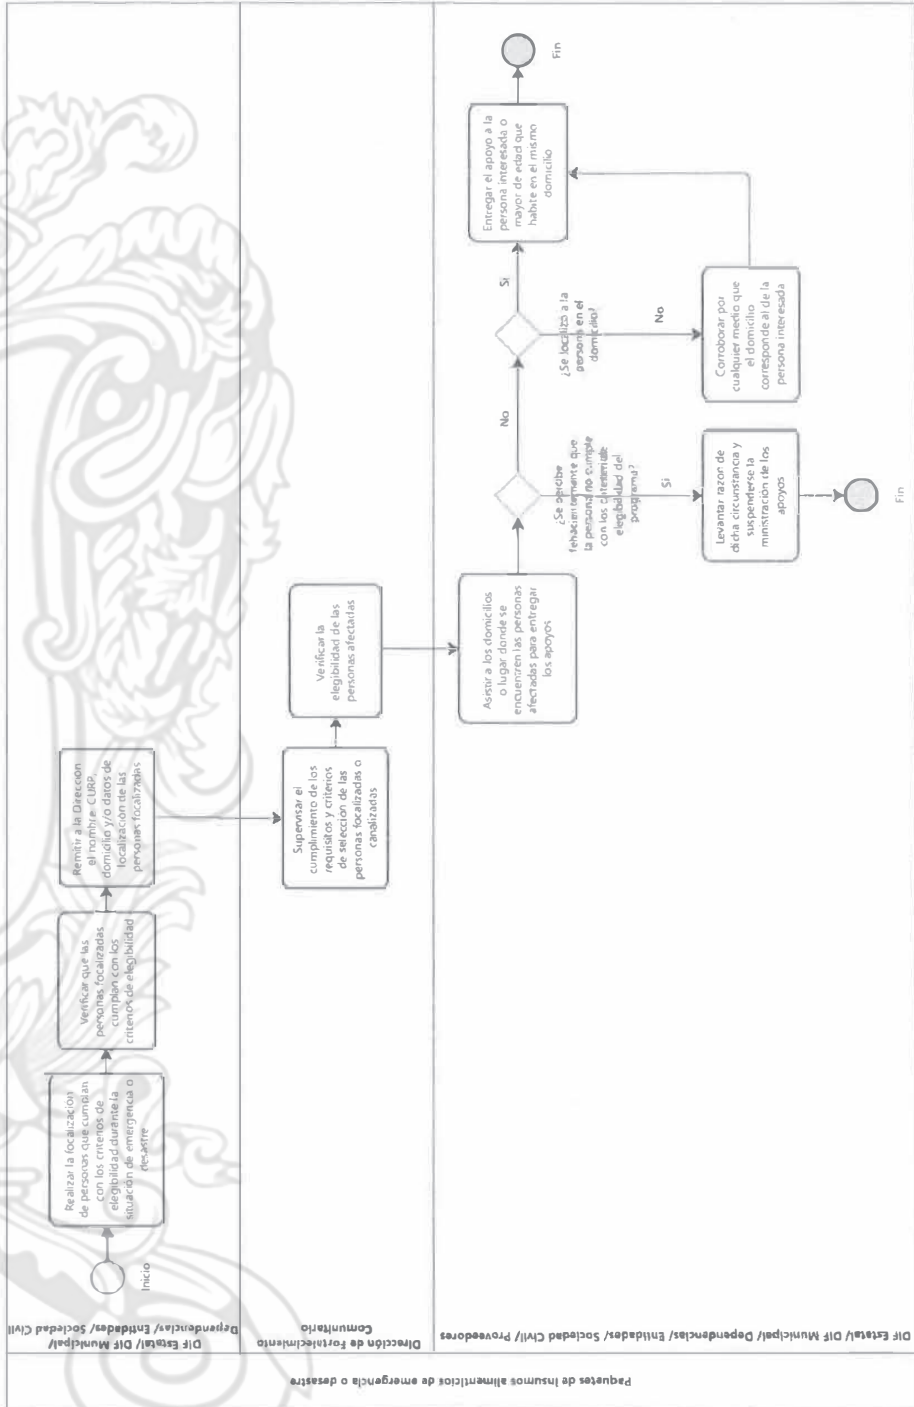 Paquetes de insumos alimenticios de emergencia o desastre
DIF Estatal/ DIF Municipal/
Dependencias/ Entidades/ Sociedad Civil
Inicio
Realizar la focalización
de personas que cumplan
con los criterios de
elegibilidad durante la
situación de emergencia o
desastre
Verificar que las
personas focalizadas
cumplan con los
criterios de elegibilidad
Remitir a la Dirección
el nombre, CURP,
domicilio y/o datos de
localización de las
personas focalizadas
Dirección de Fortalecimiento
Comunitario
Supervisar el
cumplimiento de los
requisitos y criterios
de selección de las
personas focalizadas o
canalizadas
Verificar la
elegibilidad de las
personas afectadas
DIF Estatal/ DIF Municipal/ Dependencias/ Entidades/ Sociedad Civil/ Proveedores
Asistir a los domicilios
o lugar donde se
encuentren las personas
afectadas para entregar
los apoyos
¿Se percibe
fehacientemente que
la persona no cumple
con los criterios de
elegibilidad del
programa?
Si
Levantar razón de
dicha circunstancia y
suspenderse la
ministración de los
apoyos
Fin
No
¿Se localizó a la
persona en el
domicilio?
No
Corroborar por
cualquier medio que
el domicilio
corresponde al de la
persona interesada
Si
Entregar el apoyo a la
persona interesada o
mayor de edad que
habite en el mismo
domicilio
Fin